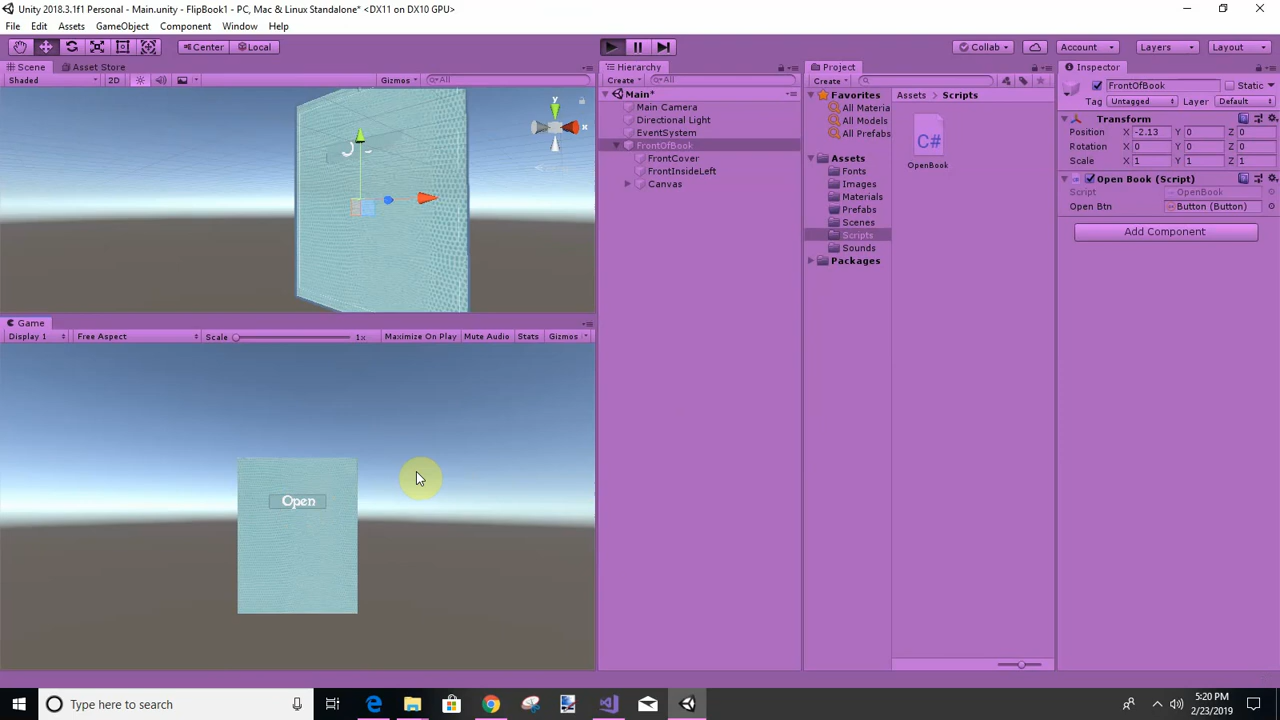 Unity 2018.3.1f1 Personal - Main.unity - FlipBook1 - PC, Mac & Linux Standalone* <DX11 on DX10 GPU>
File Edit Assets GameObject Component Window Help
Center Local Collab Account Layers Layout
Scene Asset Store
Shaded 2D Gizmos All
y
x
Game
Display 1 Free Aspect Scale 1x Maximize On Play Mute Audio Stats Gizmos
Open
Hierarchy
Create All
Main*
Main Camera
Directional Light
EventSystem
FrontOfBook
FrontCover
FrontInsideLeft
Canvas
Project
Create
Favorites
All Materia
All Models
All Prefabs
Assets
Fonts
Images
Materials
Prefabs
Scenes
Scripts
Sounds
Packages
Assets Scripts
C#
OpenBook
Inspector
FrontOfBook Static
Tag Untagged Layer Default
Transform
Position X -2.13 Y 0 Z 0
Rotation X 0 Y 0 Z 0
Scale X 1 Y 1 Z 1
Open Book (Script)
Script OpenBook
Open Btn Button (Button)
Add Component
Type here to search
5:20 PM
2/23/2019